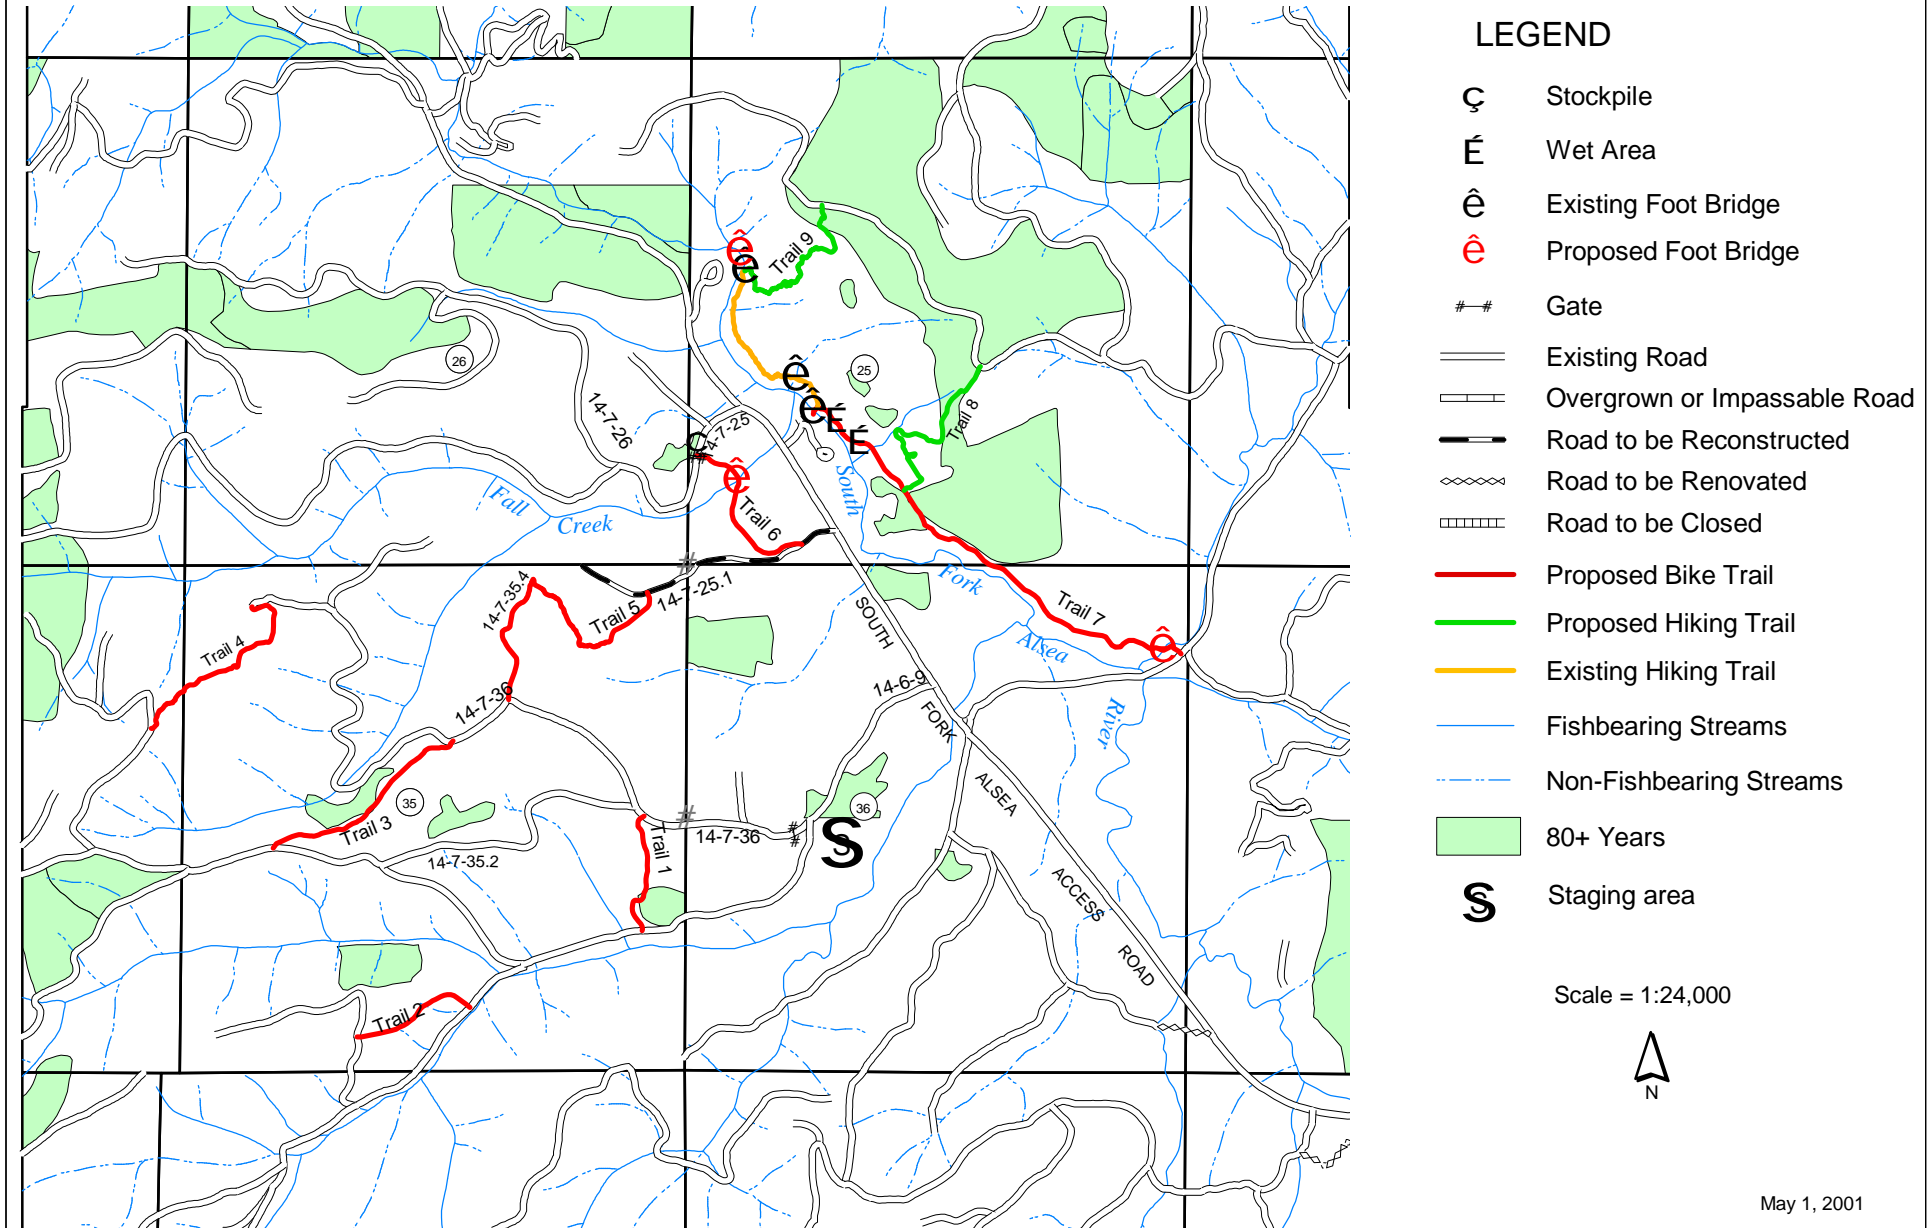 LEGEND
Ç Stockpile
É Wet Area
ê Existing Foot Bridge
ê Proposed Foot Bridge
# # Gate
Existing Road
Overgrown or Impassable Road
Road to be Reconstructed
Road to be Renovated
Road to be Closed
Proposed Bike Trail
Proposed Hiking Trail
Existing Hiking Trail
Fishbearing Streams
Non-Fishbearing Streams
80+ Years
S Staging area
Scale = 1:24,000
N
May 1, 2001
Trail 9
26
25
14-7-26
4-7-25
Trail 8
South
Fall
Creek
Trail 6
Fork
14-7-35.4
Trail 5
14-7-25.1
Trail 7
SOUTH
Alsea
Trail 4
14-7-36
14-6-9
FORK
River
ALSEA
35
36
Trail 3
14-7-36
Trail 1
14-7-35.2
ACCESS
ROAD
Trail 2